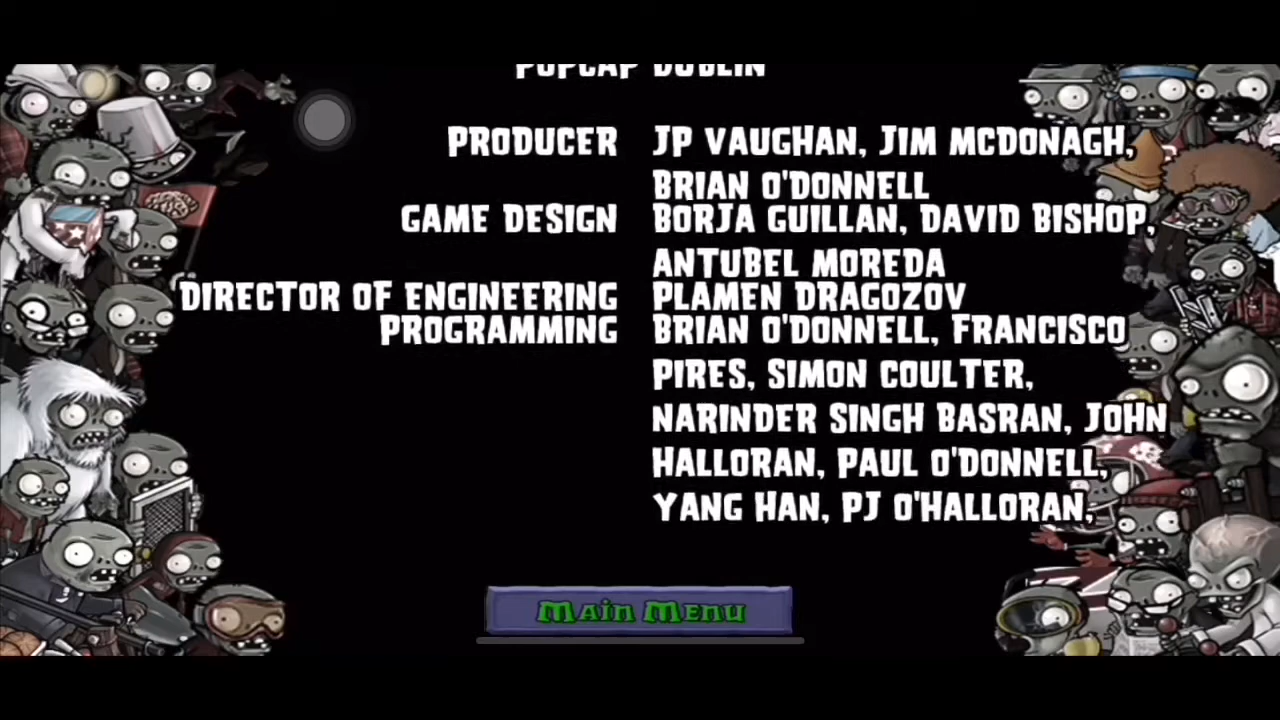 POPCAP DUBLIN
PRODUCER JP VAUGHAN, JIM MCDONAGH,
BRIAN O'DONNELL
GAME DESIGN BORJA GUILLAN, DAVID BISHOP,
ANTUBEL MOREDA
DIRECTOR OF ENGINEERING PLAMEN DRAGOZOV
PROGRAMMING BRIAN O'DONNELL, FRANCISCO
PIRES, SIMON COULTER,
NARINDER SINGH BASRAN, JOHN
HALLORAN, PAUL O'DONNELL,
YANG HAN, PJ O'HALLORAN,
Main Menu